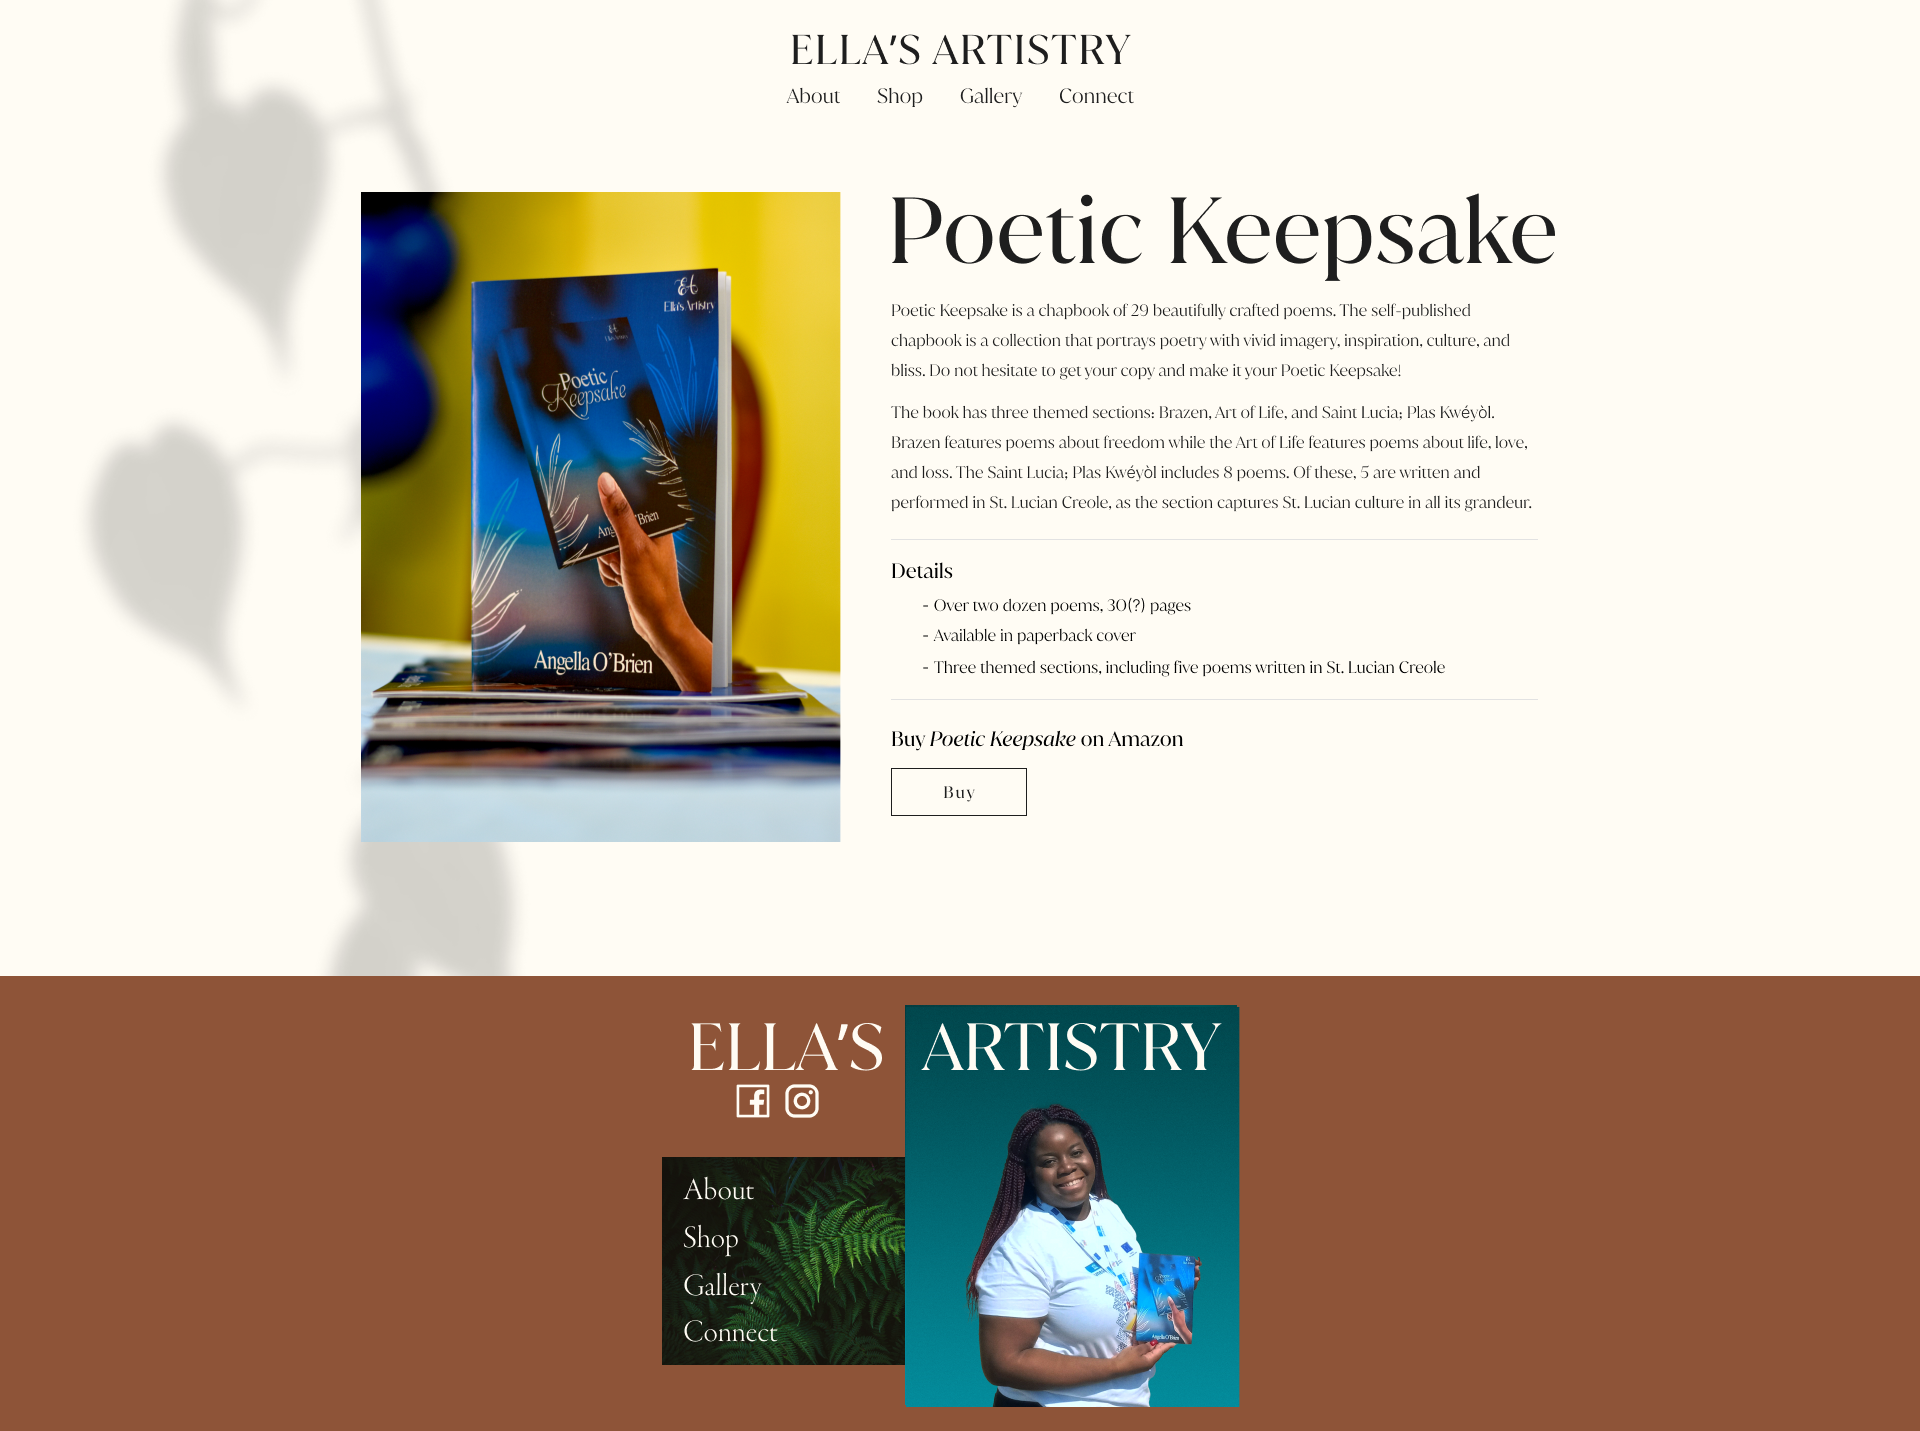 ELLA'S ARTISTRY
About Shop Gallery Connect
Poetic Keepsake
Poetic Keepsake is a chapbook of 29 beautifully crafted poems. The self-published
chapbook is a collection that portrays poetry with vivid imagery, inspiration, culture, and
bliss. Do not hesitate to get your copy and make it your Poetic Keepsake!
The book has three themed sections: Brazen, Art of Life, and Saint Lucia; Plas Kwéyòl.
Brazen features poems about freedom while the Art of Life features poems about life, love,
and loss. The Saint Lucia; Plas Kwéyòl includes 8 poems. Of these, 5 are written and
performed in St. Lucian Creole, as the section captures St. Lucian culture in all its grandeur.
Details
- Over two dozen poems, 30(?) pages
- Available in paperback cover
- Three themed sections, including five poems written in St. Lucian Creole
Buy Poetic Keepsake on Amazon
Buy
EA
Ella's Artistry
EA
Ella's Artistry
Poetic
Keepsake
Angella O'Brien
ELLA'S ARTISTRY
About
Shop
Gallery
Connect
Angella O'Brien